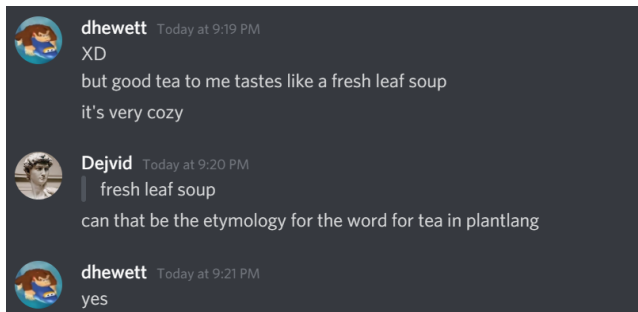 dhewett Today at 9:19 PM
XD
but good tea to me tastes like a fresh leaf soup
it's very cozy
Dejvid Today at 9:20 PM
fresh leaf soup
can that be the etymology for the word for tea in plantlang
dhewett Today at 9:21 PM
yes